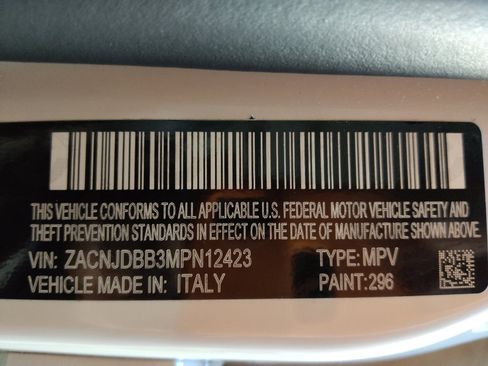 THIS VEHICLE CONFORMS TO ALL APPLICABLE U.S. FEDERAL MOTOR VEHICLE SAFETY AND
THEFT PREVENTION STANDARDS IN EFFECT ON THE DATE OF MANUFACTURE SHOWN ABOVE.
VIN: ZACNJDBB3MPN12423 TYPE: MPV
VEHICLE MADE IN: ITALY PAINT:296